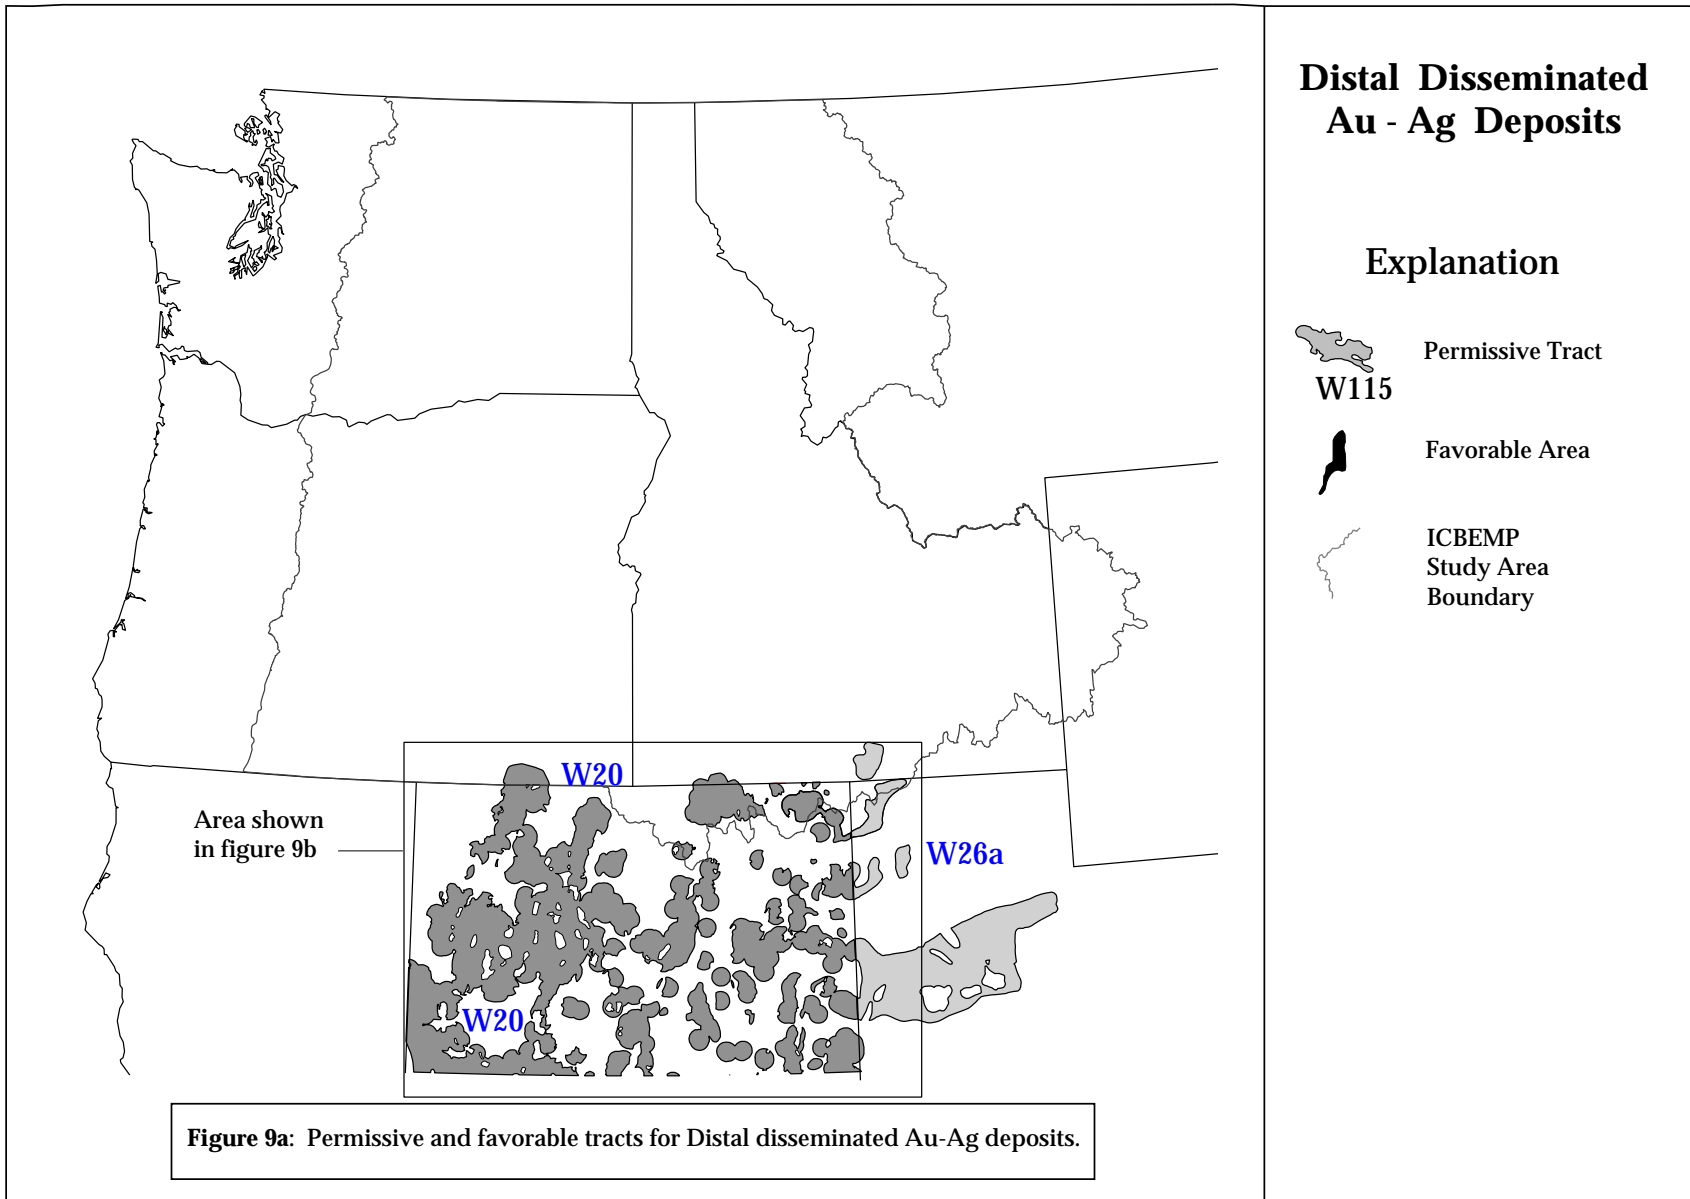 Distal Disseminated
Au - Ag Deposits
Explanation
Permissive Tract
W115
Favorable Area
ICBEMP
Study Area
Boundary
W20
Area shown
in figure 9b
W26a
W20
Figure 9a: Permissive and favorable tracts for Distal disseminated Au-Ag deposits.